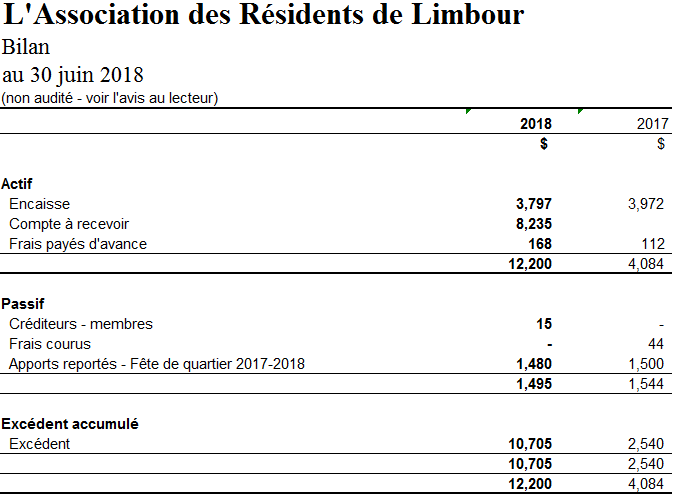 L'Association des Résidents de Limbour
Bilan
au 30 juin 2018
(non audité - voir l'avis au lecteur)
2018 2017
$ $
Actif
Encaisse 3,797 3,972
Compte à recevoir 8,235
Frais payés d'avance 168 112
12,200 4,084
Passif
Créditeurs - membres 15 -
Frais courus - 44
Apports reportés - Fête de quartier 2017-2018 1,480 1,500
1,495 1,544
Excédent accumulé
Excédent 10,705 2,540
10,705 2,540
12,200 4,084